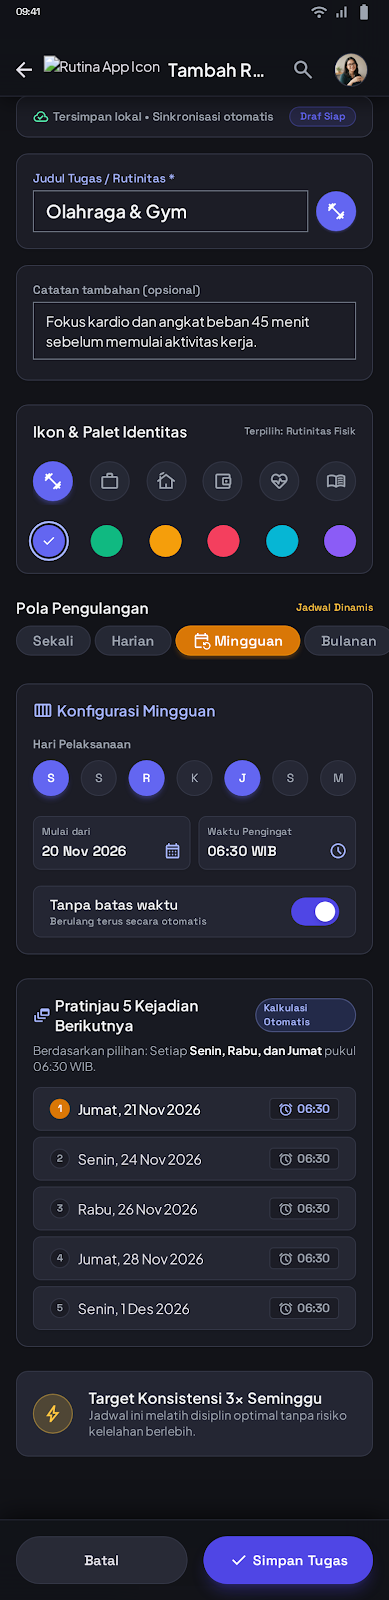 09:41
Rutina App Icon Tambah R...
Tersimpan lokal • Sinkronisasi otomatis Draf Siap
Judul Tugas / Rutinitas *
Olahraga & Gym
Catatan tambahan (opsional)
Fokus kardio dan angkat beban 45 menit
sebelum memulai aktivitas kerja.
Ikon & Palet Identitas Terpilih: Rutinitas Fisik
Pola Pengulangan Jadwal Dinamis
Sekali Harian Mingguan Bulanan
Konfigurasi Mingguan
Hari Pelaksanaan
S S R K J S M
Mulai dari Waktu Pengingat
20 Nov 2026 06:30 WIB
Tanpa batas waktu
Berulang terus secara otomatis
Pratinjau 5 Kejadian
Berikutnya
Kalkulasi
Otomatis
Berdasarkan pilihan: Setiap Senin, Rabu, dan Jumat pukul
06:30 WIB.
1 Jumat, 21 Nov 2026 06:30
2 Senin, 24 Nov 2026 06:30
3 Rabu, 26 Nov 2026 06:30
4 Jumat, 28 Nov 2026 06:30
5 Senin, 1 Des 2026 06:30
Target Konsistensi 3x Seminggu
Jadwal ini melatih disiplin optimal tanpa risiko
kelelahan berlebih.
Batal Simpan Tugas